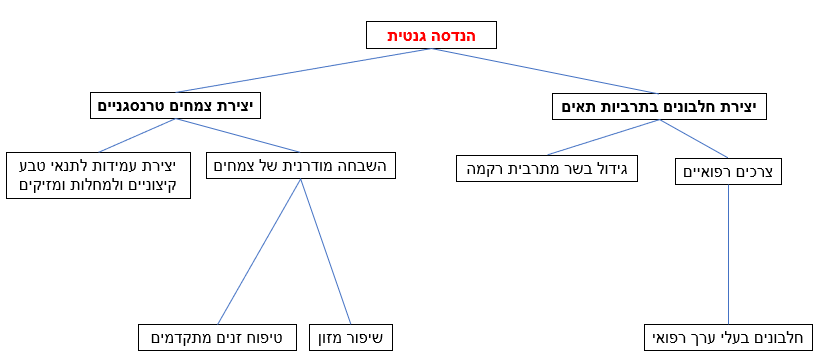 הנדסה גנטית
יצירת חלבונים בתרביות תאים
יצירת צמחים טרנסגניים
צרכים רפואיים
גידול בשר מתרבית רקמה
השבחה מודרנית של צמחים
יצירת עמידות לתנאי טבע
קיצוניים ולמחלות ומזיקים
חלבונים בעלי ערך רפואי
שיפור מזון
טיפוח זנים מתקדמים